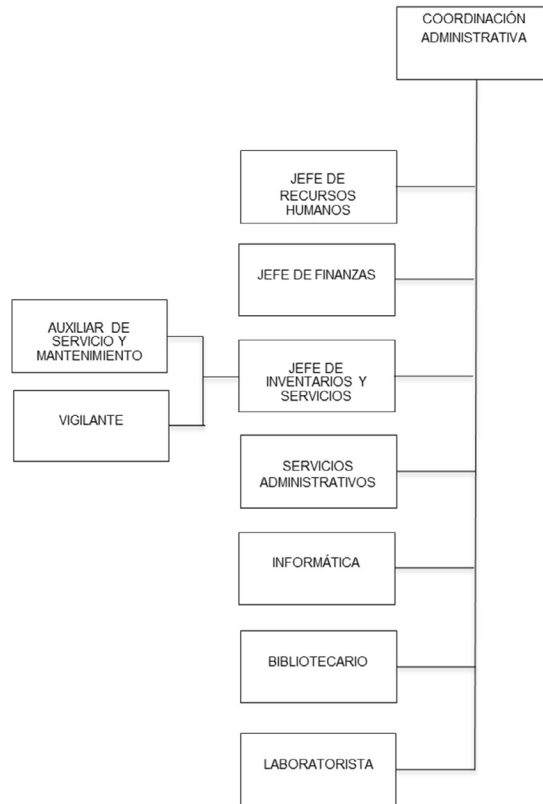 COORDINACIÓN
ADMINISTRATIVA
JEFE DE
RECURSOS
HUMANOS
JEFE DE FINANZAS
AUXILIAR DE
SERVICIO Y
MANTENIMIENTO
JEFE DE
INVENTARIOS Y
SERVICIOS
VIGILANTE
SERVICIOS
ADMINISTRATIVOS
INFORMÁTICA
BIBLIOTECARIO
LABORATORISTA